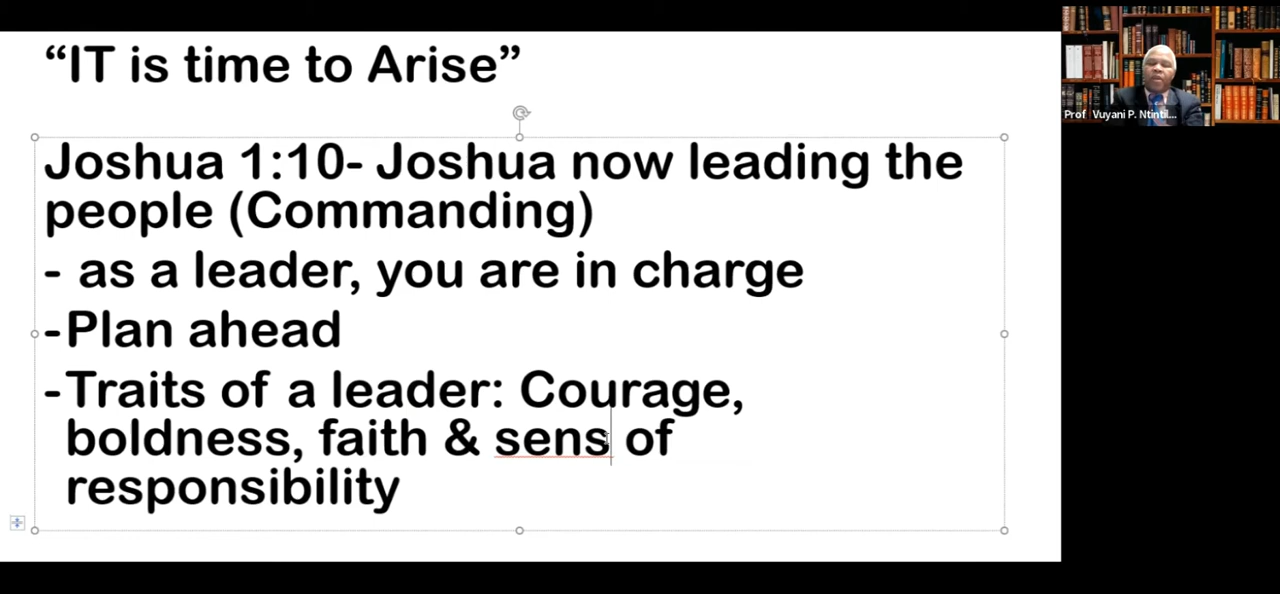 “IT is time to Arise”
Joshua 1:10- Joshua now leading the
people (Commanding)
- as a leader, you are in charge
-Plan ahead
-Traits of a leader: Courage,
boldness, faith & sens of
responsibility
Prof Vuyani P. Ntintil...